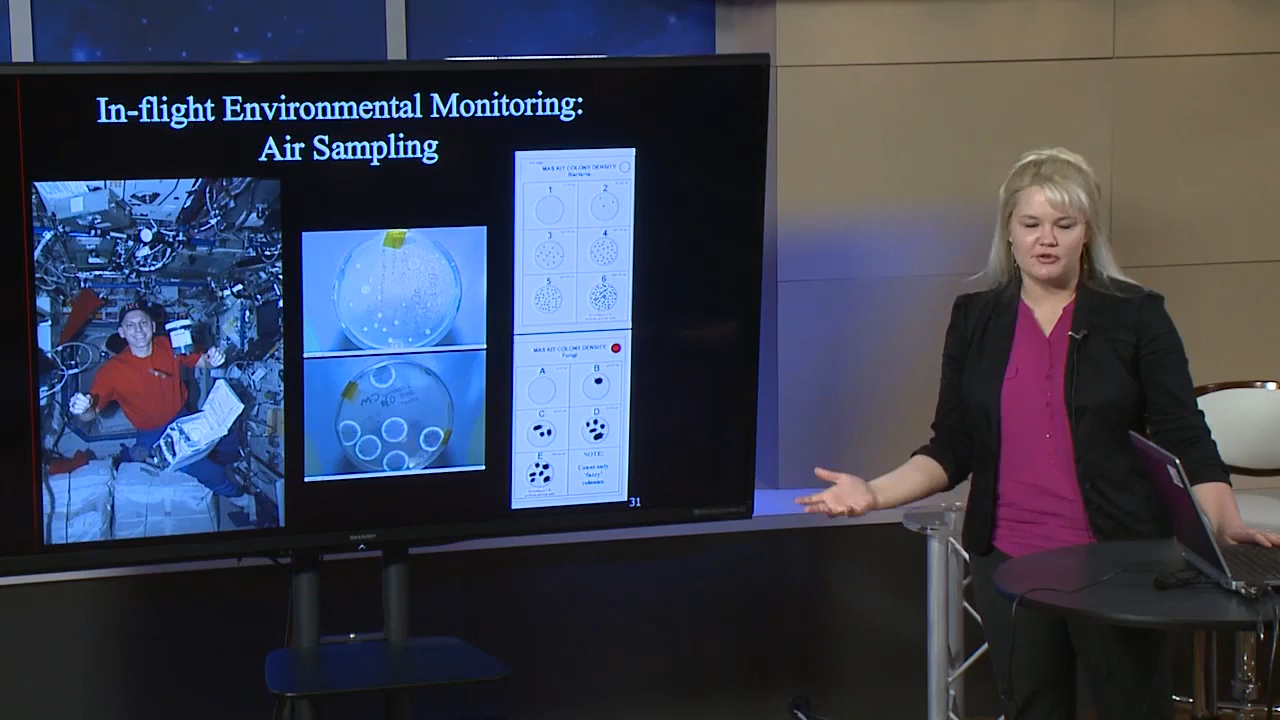 In-flight Environmental Monitoring:
Air Sampling
MAS KIT COLONY DENSITY
Bacteria
1
2
3
4
5
6
MAS KIT COLONY DENSITY
Fungi
A
B
C
D
E
NOTE:
Count only
"fuzzy"
colonies
31
SHARP